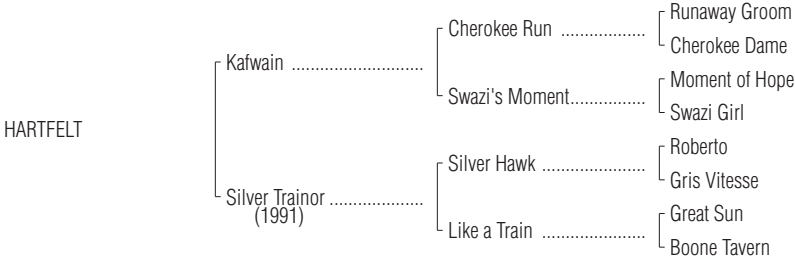 Runaway Groom
Cherokee Run ..................
Cherokee Dame
Kafwain ............................
Moment of Hope
Swazi's Moment................
Swazi Girl
HARTFELT
Roberto
Silver Hawk ......................
Gris Vitesse
Silver Trainor ....................
(1991)
Great Sun
Like a Train ......................
Boone Tavern